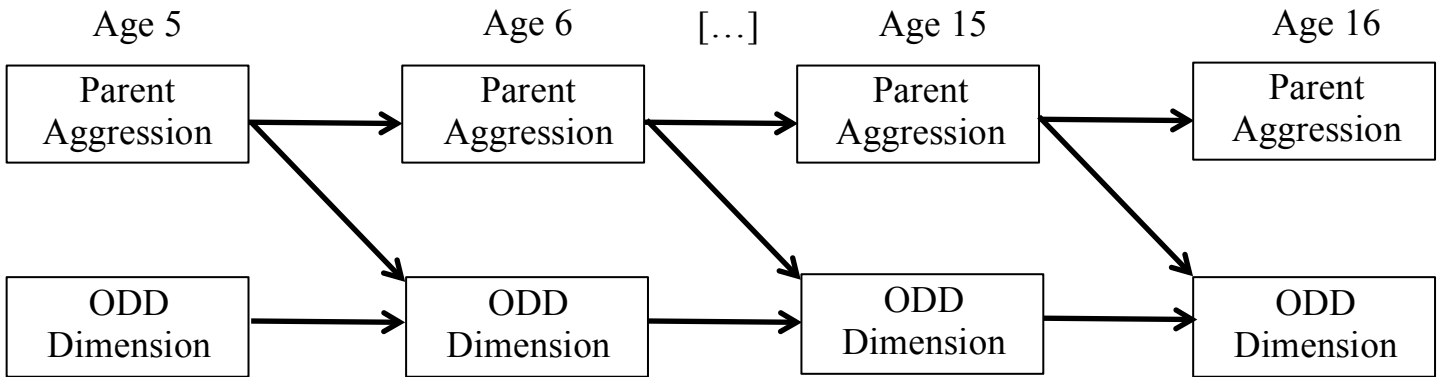 Age 5
Age 6
[…]
Age 15
Age 16
Parent
Aggression
Parent
Aggression
Parent
Aggression
Parent
Aggression
ODD
Dimension
ODD
Dimension
ODD
Dimension
ODD
Dimension